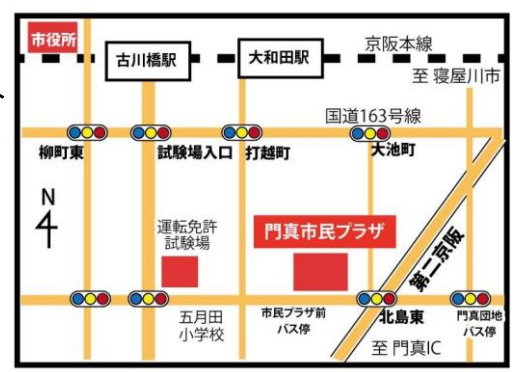 市役所
古川橋駅
大和田駅
京阪本線
至 寝屋川市
国道163号線
柳町東
試験場入口
打越町
大池町
N
運転免許
試験場
門真市民プラザ
第二京阪
五月田
小学校
市民プラザ前
バス停
北島東
門真団地
バス停
至 門真IC